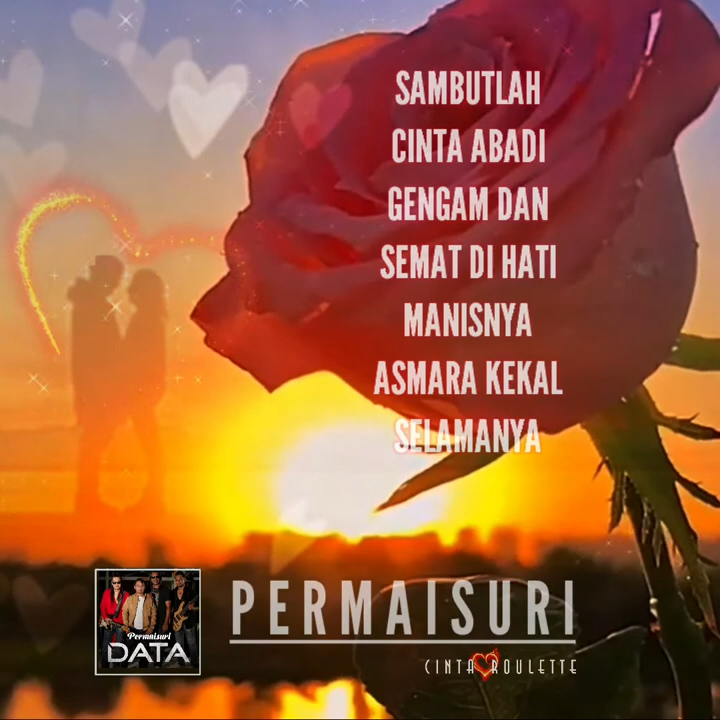 SAMBUTLAH
CINTA ABADI
GENGAM DAN
SEMAT DI HATI
MANISNYA
ASMARA KEKAL
SELAMANYA
Permaisuri
DATA
PERMAISURI
CINTA ROULETTE